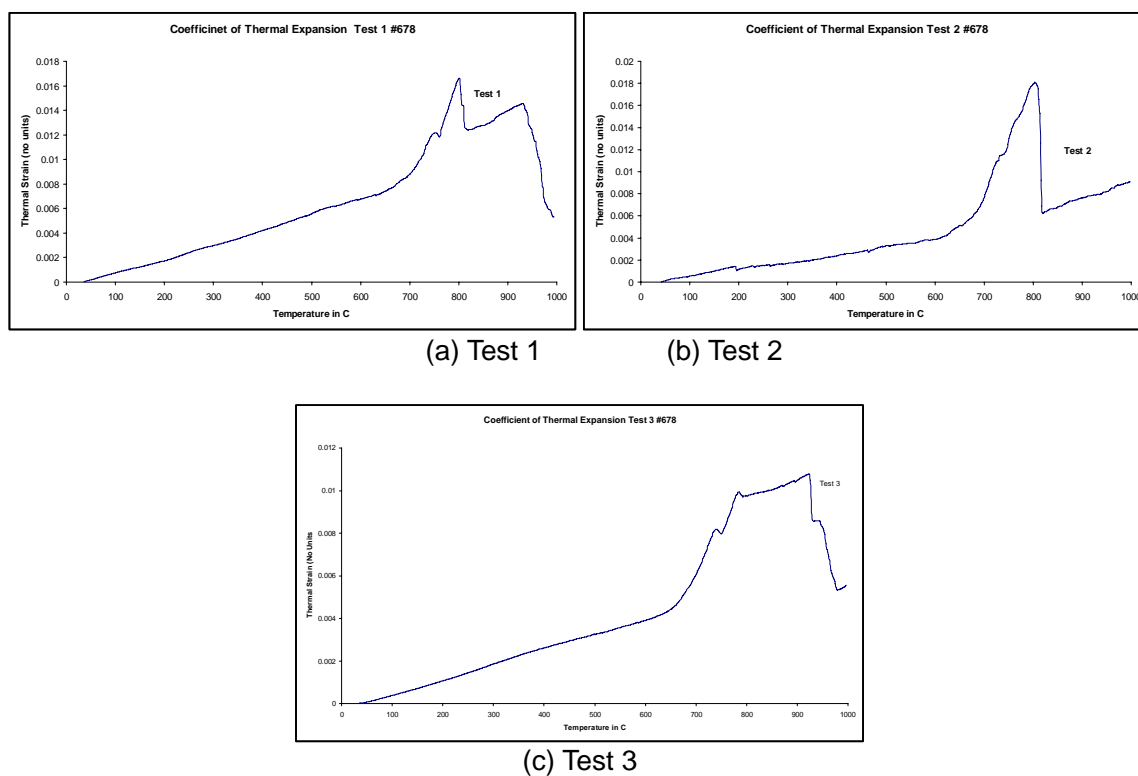 Coefficinet of Thermal Expansion Test 1 #678
0.018
0.016
0.014
0.012
0.01
0.008
0.006
0.004
0.002
0
Thermal Strain (no units)
Test 1
0 100 200 300 400 500 600 700 800 900 1000
Temperature in C
Coefficient of Thermal Expansion Test 2 #678
0.02
0.018
0.016
0.014
0.012
0.01
0.008
0.006
0.004
0.002
0
Thermal Strain (no units)
Test 2
0 100 200 300 400 500 600 700 800 900 1000
Temperature in C
(a) Test 1 (b) Test 2
Coefficient of Thermal Expansion Test 3 #678
0.012
0.01
0.008
0.006
0.004
0.002
0
Thermal Strain (No Units
Test 3
0 100 200 300 400 500 600 700 800 900 1000
Temperature in C
(c) Test 3